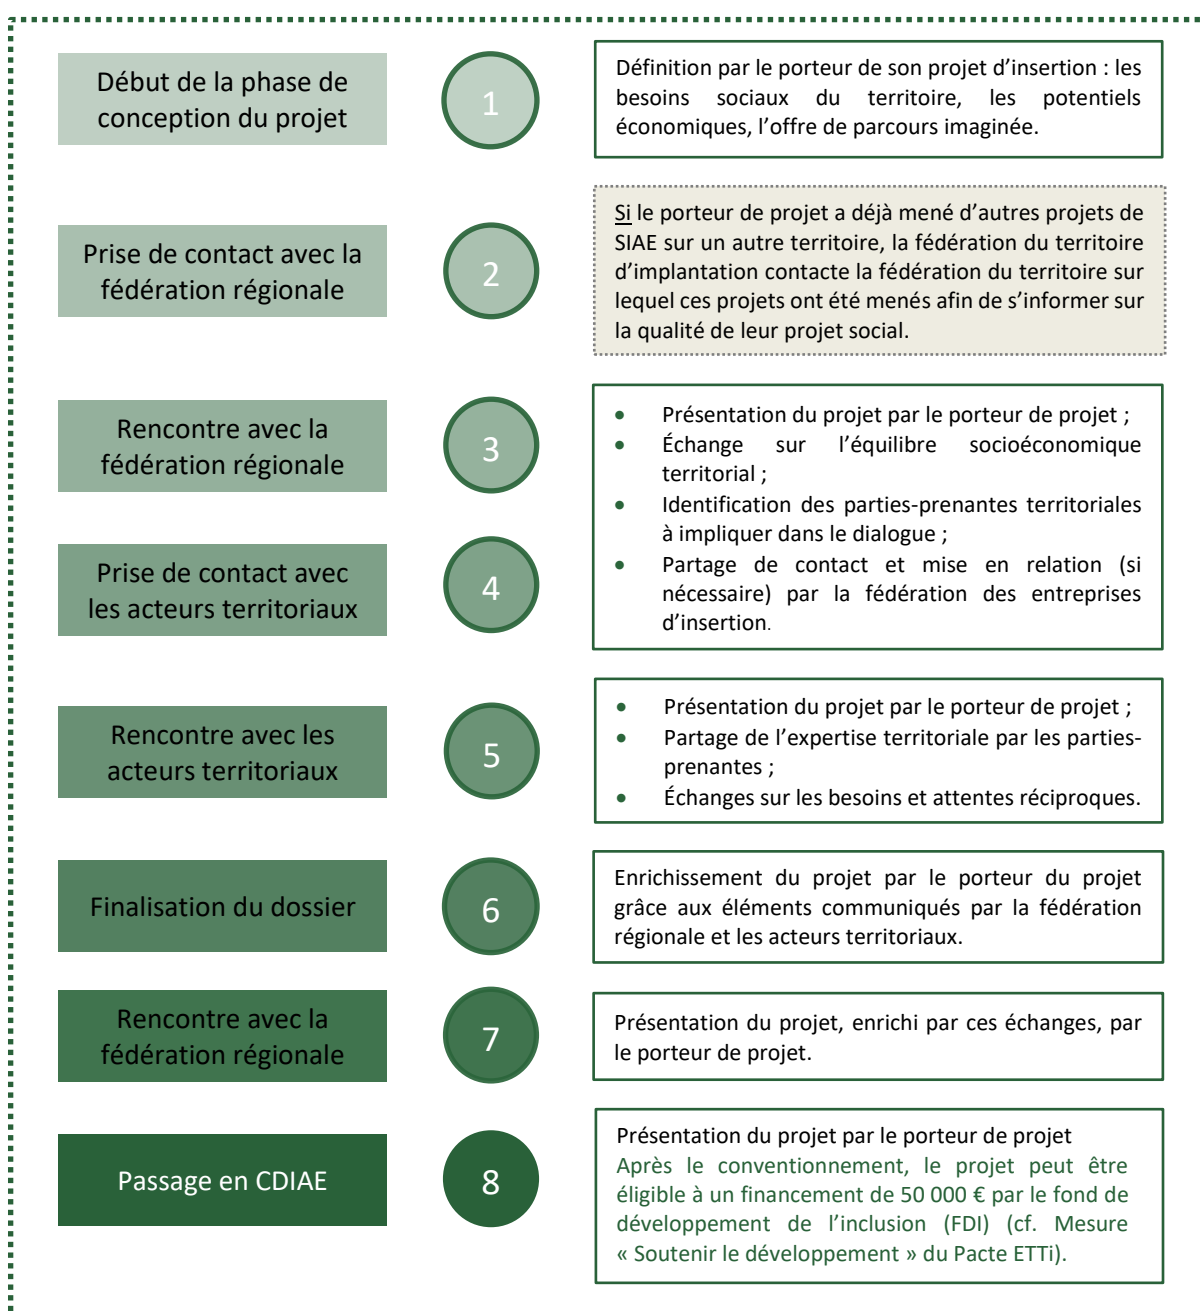 Début de la phase de
conception du projet
1
Définition par le porteur de son projet d’insertion : les
besoins sociaux du territoire, les potentiels
économiques, l’offre de parcours imaginée.
Prise de contact avec la
fédération régionale
2
Si le porteur de projet a déjà mené d’autres projets de
SIAE sur un autre territoire, la fédération du territoire
d’implantation contacte la fédération du territoire sur
lequel ces projets ont été menés afin de s’informer sur
la qualité de leur projet social.
Rencontre avec la
fédération régionale
3
Prise de contact avec
les acteurs territoriaux
4
• Présentation du projet par le porteur de projet ;
• Échange sur l’équilibre socioéconomique
territorial ;
• Identification des parties-prenantes territoriales
à impliquer dans le dialogue ;
• Partage de contact et mise en relation (si
nécessaire) par la fédération des entreprises
d’insertion.
Rencontre avec les
acteurs territoriaux
5
• Présentation du projet par le porteur de projet ;
• Partage de l’expertise territoriale par les parties-
prenantes ;
• Échanges sur les besoins et attentes réciproques.
Finalisation du dossier
6
Enrichissement du projet par le porteur du projet
grâce aux éléments communiqués par la fédération
régionale et les acteurs territoriaux.
Rencontre avec la
fédération régionale
7
Présentation du projet, enrichi par ces échanges, par
le porteur de projet.
Passage en CDIAE
8
Présentation du projet par le porteur de projet
Après le conventionnement, le projet peut être
éligible à un financement de 50 000 € par le fond de
développement de l’inclusion (FDI) (cf. Mesure
« Soutenir le développement » du Pacte ETTi).